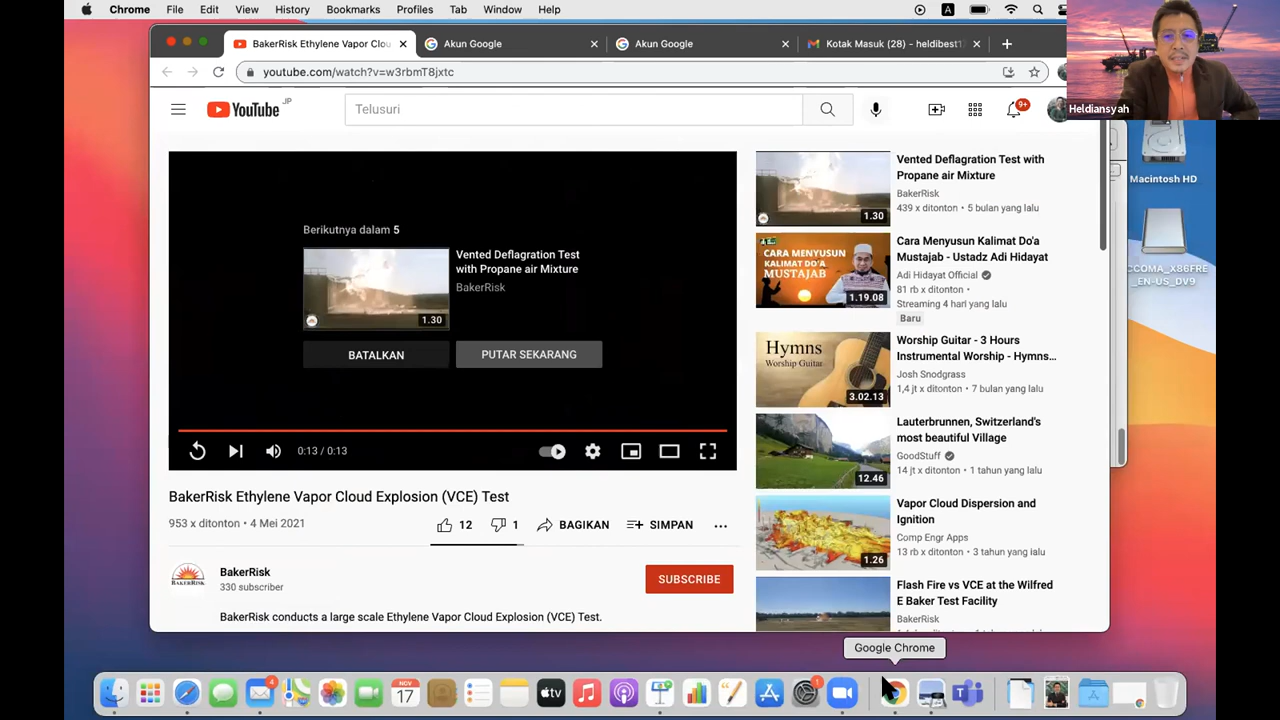 Chrome File Edit View History Bookmarks Profiles Tab Window Help
BakerRisk Ethylene Vapor Clou
Akun Google
Akun Google
Kotak Masuk (28) - heldibest1
youtube.com/watch?v=w3rbmT8jxtc
Heldiansyah
YouTube JP
Telusuri
9+
Macintosh HD
CCOMA_X86FRE
_EN-US_DV9
Berikutnya dalam 5
Vented Deflagration Test
with Propane air Mixture
BakerRisk
1.30
BATALKAN
PUTAR SEKARANG
0:13 / 0:13
BakerRisk Ethylene Vapor Cloud Explosion (VCE) Test
953 x ditonton • 4 Mei 2021
12
1
BAGIKAN
SIMPAN
BakerRisk
330 subscriber
SUBSCRIBE
BAKERRISK
BakerRisk conducts a large scale Ethylene Vapor Cloud Explosion (VCE) Test.
1.30
Vented Deflagration Test with
Propane air Mixture
BakerRisk
439 x ditonton • 5 bulan yang lalu
CARA MENYUSUN
KALIMAT DO'A
MUSTAJAB
1.19.08
Cara Menyusun Kalimat Do'a
Mustajab - Ustadz Adi Hidayat
Adi Hidayat Official
81 rb x ditonton •
Streaming 4 hari yang lalu
Baru
Hymns
Worship Guitar
3.02.13
Worship Guitar - 3 Hours
Instrumental Worship - Hymns...
Josh Snodgrass
1,4 jt x ditonton • 7 bulan yang lalu
12.46
Lauterbrunnen, Switzerland's
most beautiful Village
GoodStuff
14 jt x ditonton • 1 tahun yang lalu
1.26
Vapor Cloud Dispersion and
Ignition
Comp Engr Apps
13 rb x ditonton • 3 tahun yang lalu
Flash Fire vs VCE at the Wilfred
E Baker Test Facility
BakerRisk
Google Chrome
4
NOV
17
tv
1